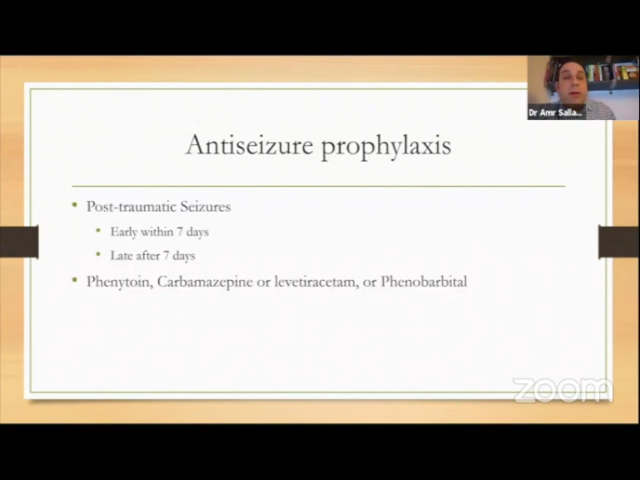 Dr Amr Salla...
Antiseizure prophylaxis
Post-traumatic Seizures
Early within 7 days
Late after 7 days
Phenytoin, Carbamazepine or levetiracetam, or Phenobarbital
zoom